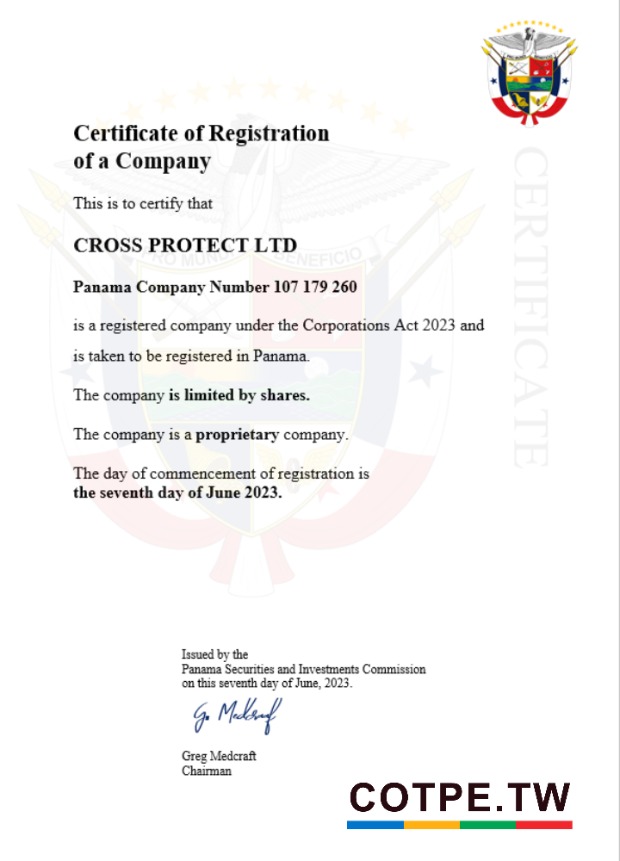 Certificate of Registration
of a Company
This is to certify that
CROSS PROTECT LTD
PRO MUNDI BENEFICIO
Panama Company Number 107 179 260
is a registered company under the Corporations Act 2023 and
is taken to be registered in Panama.
The company is limited by shares.
The company is a proprietary company.
The day of commencement of registration is
the seventh day of June 2023.
CERTIFICATE
Issued by the
Panama Securities and Investments Commission
on this seventh day of June, 2023.
G. Medcraft
Greg Medcraft
Chairman
COTPE.TW